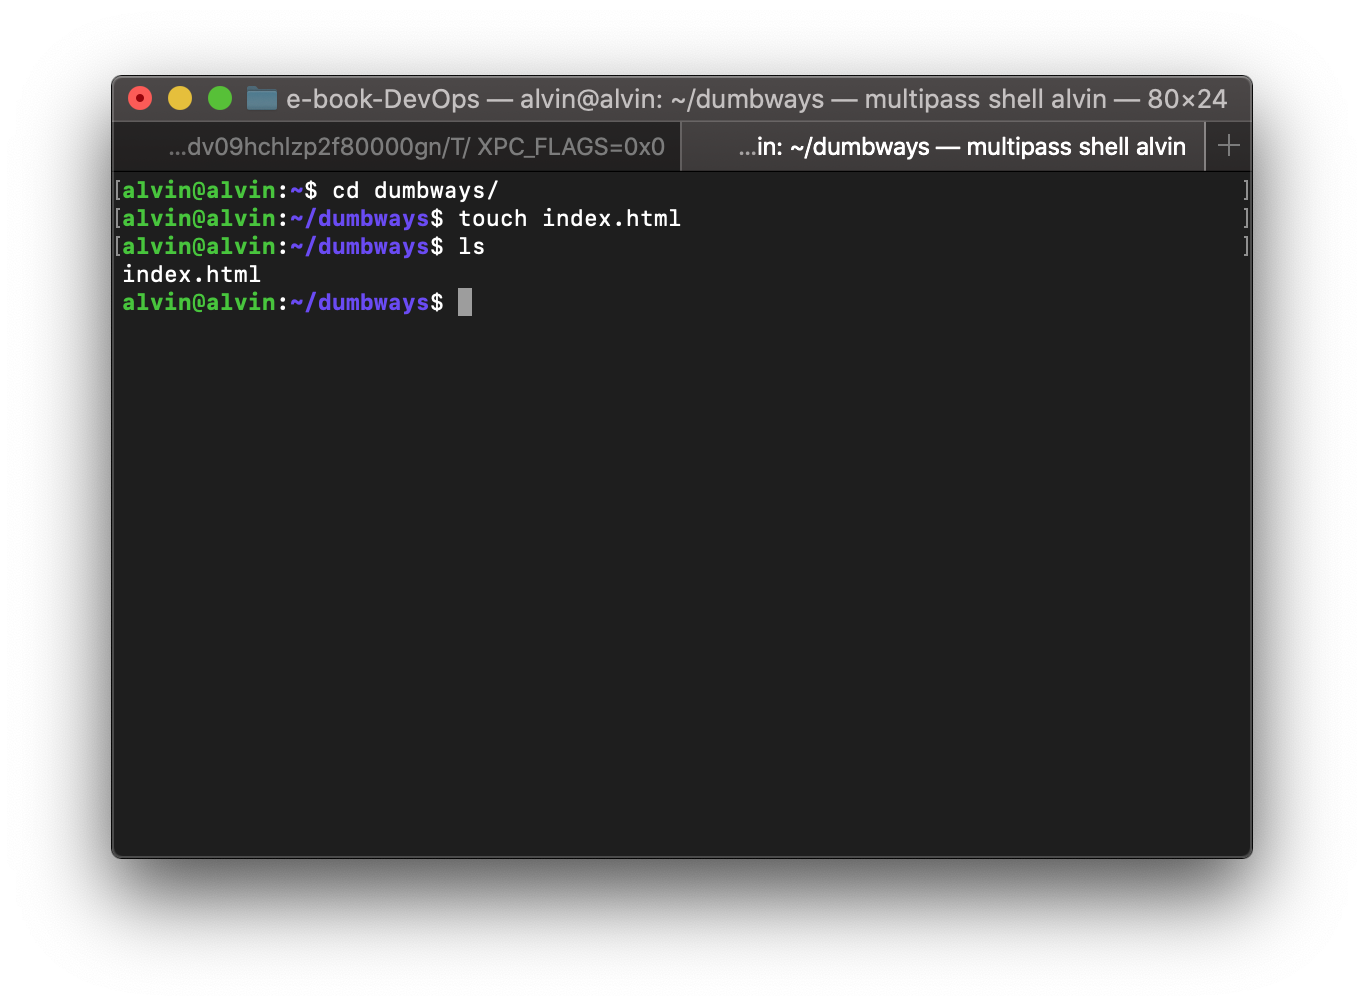 e-book-DevOps — alvin@alvin: ~/dumbways — multipass shell alvin — 80×24
...dv09hchlzp2f80000gn/T/ XPC_FLAGS=0x0
...in: ~/dumbways — multipass shell alvin
[alvin@alvin:~$ cd dumbways/ ]
[alvin@alvin:~/dumbways$ touch index.html ]
[alvin@alvin:~/dumbways$ ls ]
index.html
alvin@alvin:~/dumbways$